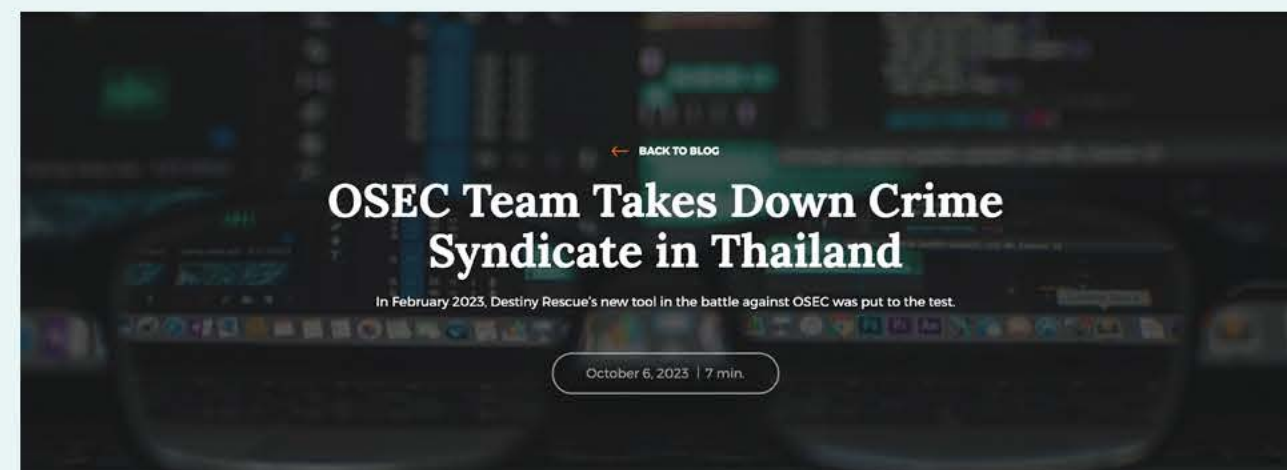 ← BACK TO BLOG
OSEC Team Takes Down Crime
Syndicate in Thailand
In February 2023, Destiny Rescue's new tool in the battle against OSEC was put to the test.
October 6, 2023 | 7 min.